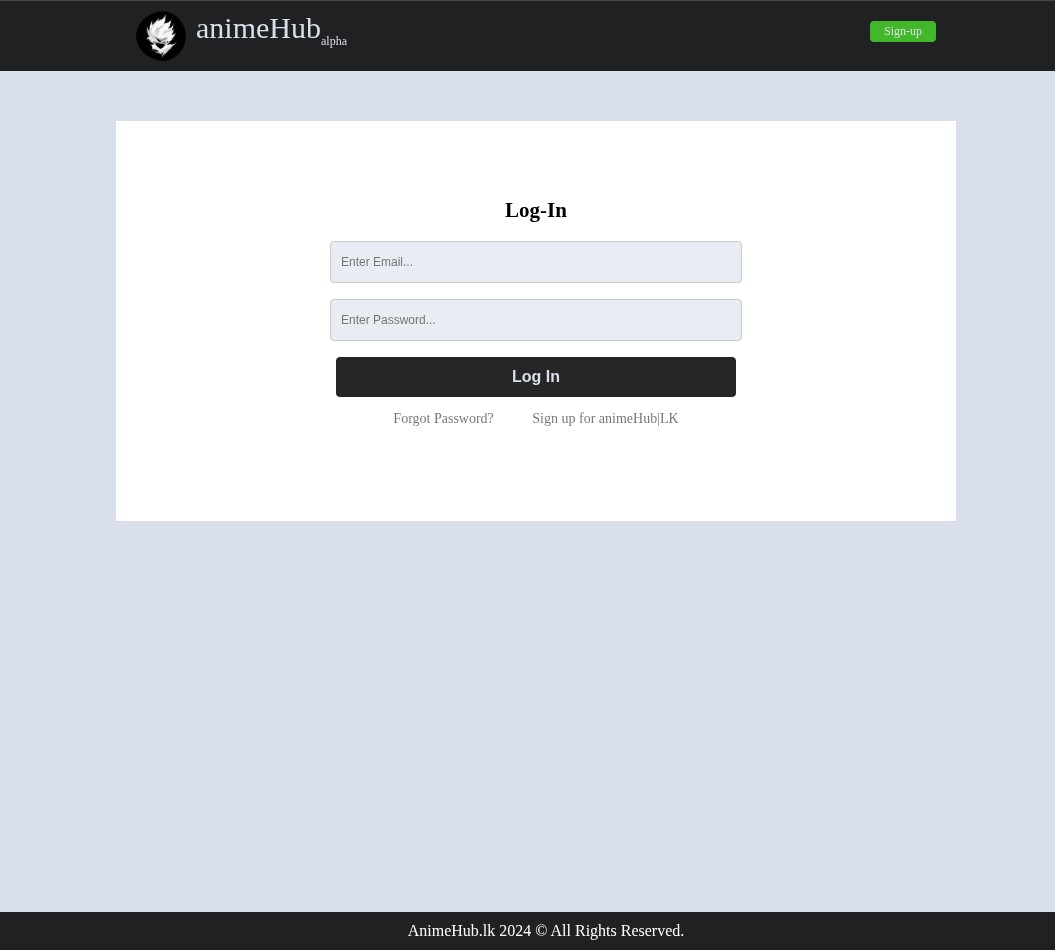 animeHub alpha
Sign-up
Log-In
Enter Email...
Enter Password...
Log In
Forgot Password? Sign up for animeHub|LK
AnimeHub.lk 2024 © All Rights Reserved.